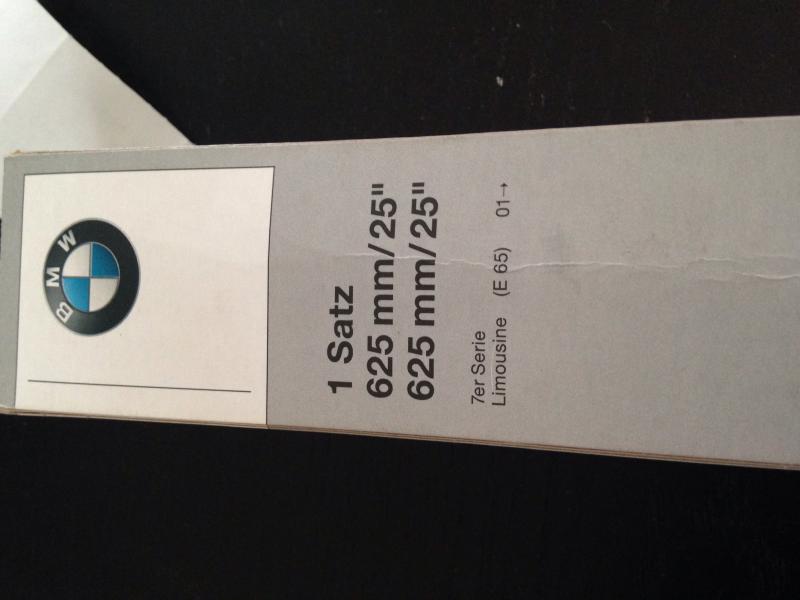 BMW
1 Satz
625 mm/25"
625 mm/25"
7er Serie
Limousine (E 65) 01→